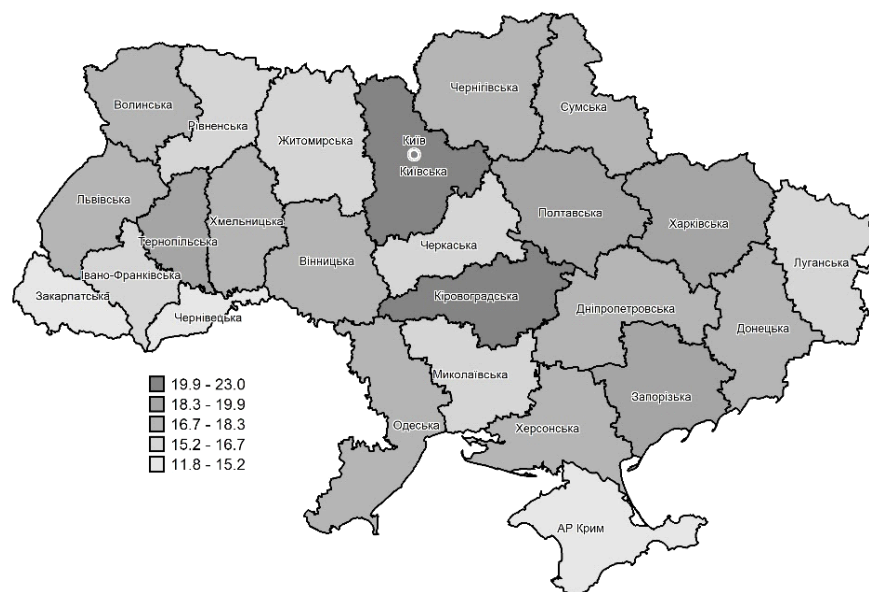 Чернігівська
Сумська
Волинська
Рівненська
Житомирська
Київ
Київська
Львівська
Тернопільська
Хмельницька
Вінницька
Черкаська
Полтавська
Харківська
Луганська
Івано-Франківська
Закарпатська
Чернівецька
Кіровоградська
Дніпропетровська
Донецька
Миколаївська
Запорізька
Одеська
Херсонська
АР Крим
19.9 - 23.0
18.3 - 19.9
16.7 - 18.3
15.2 - 16.7
11.8 - 15.2